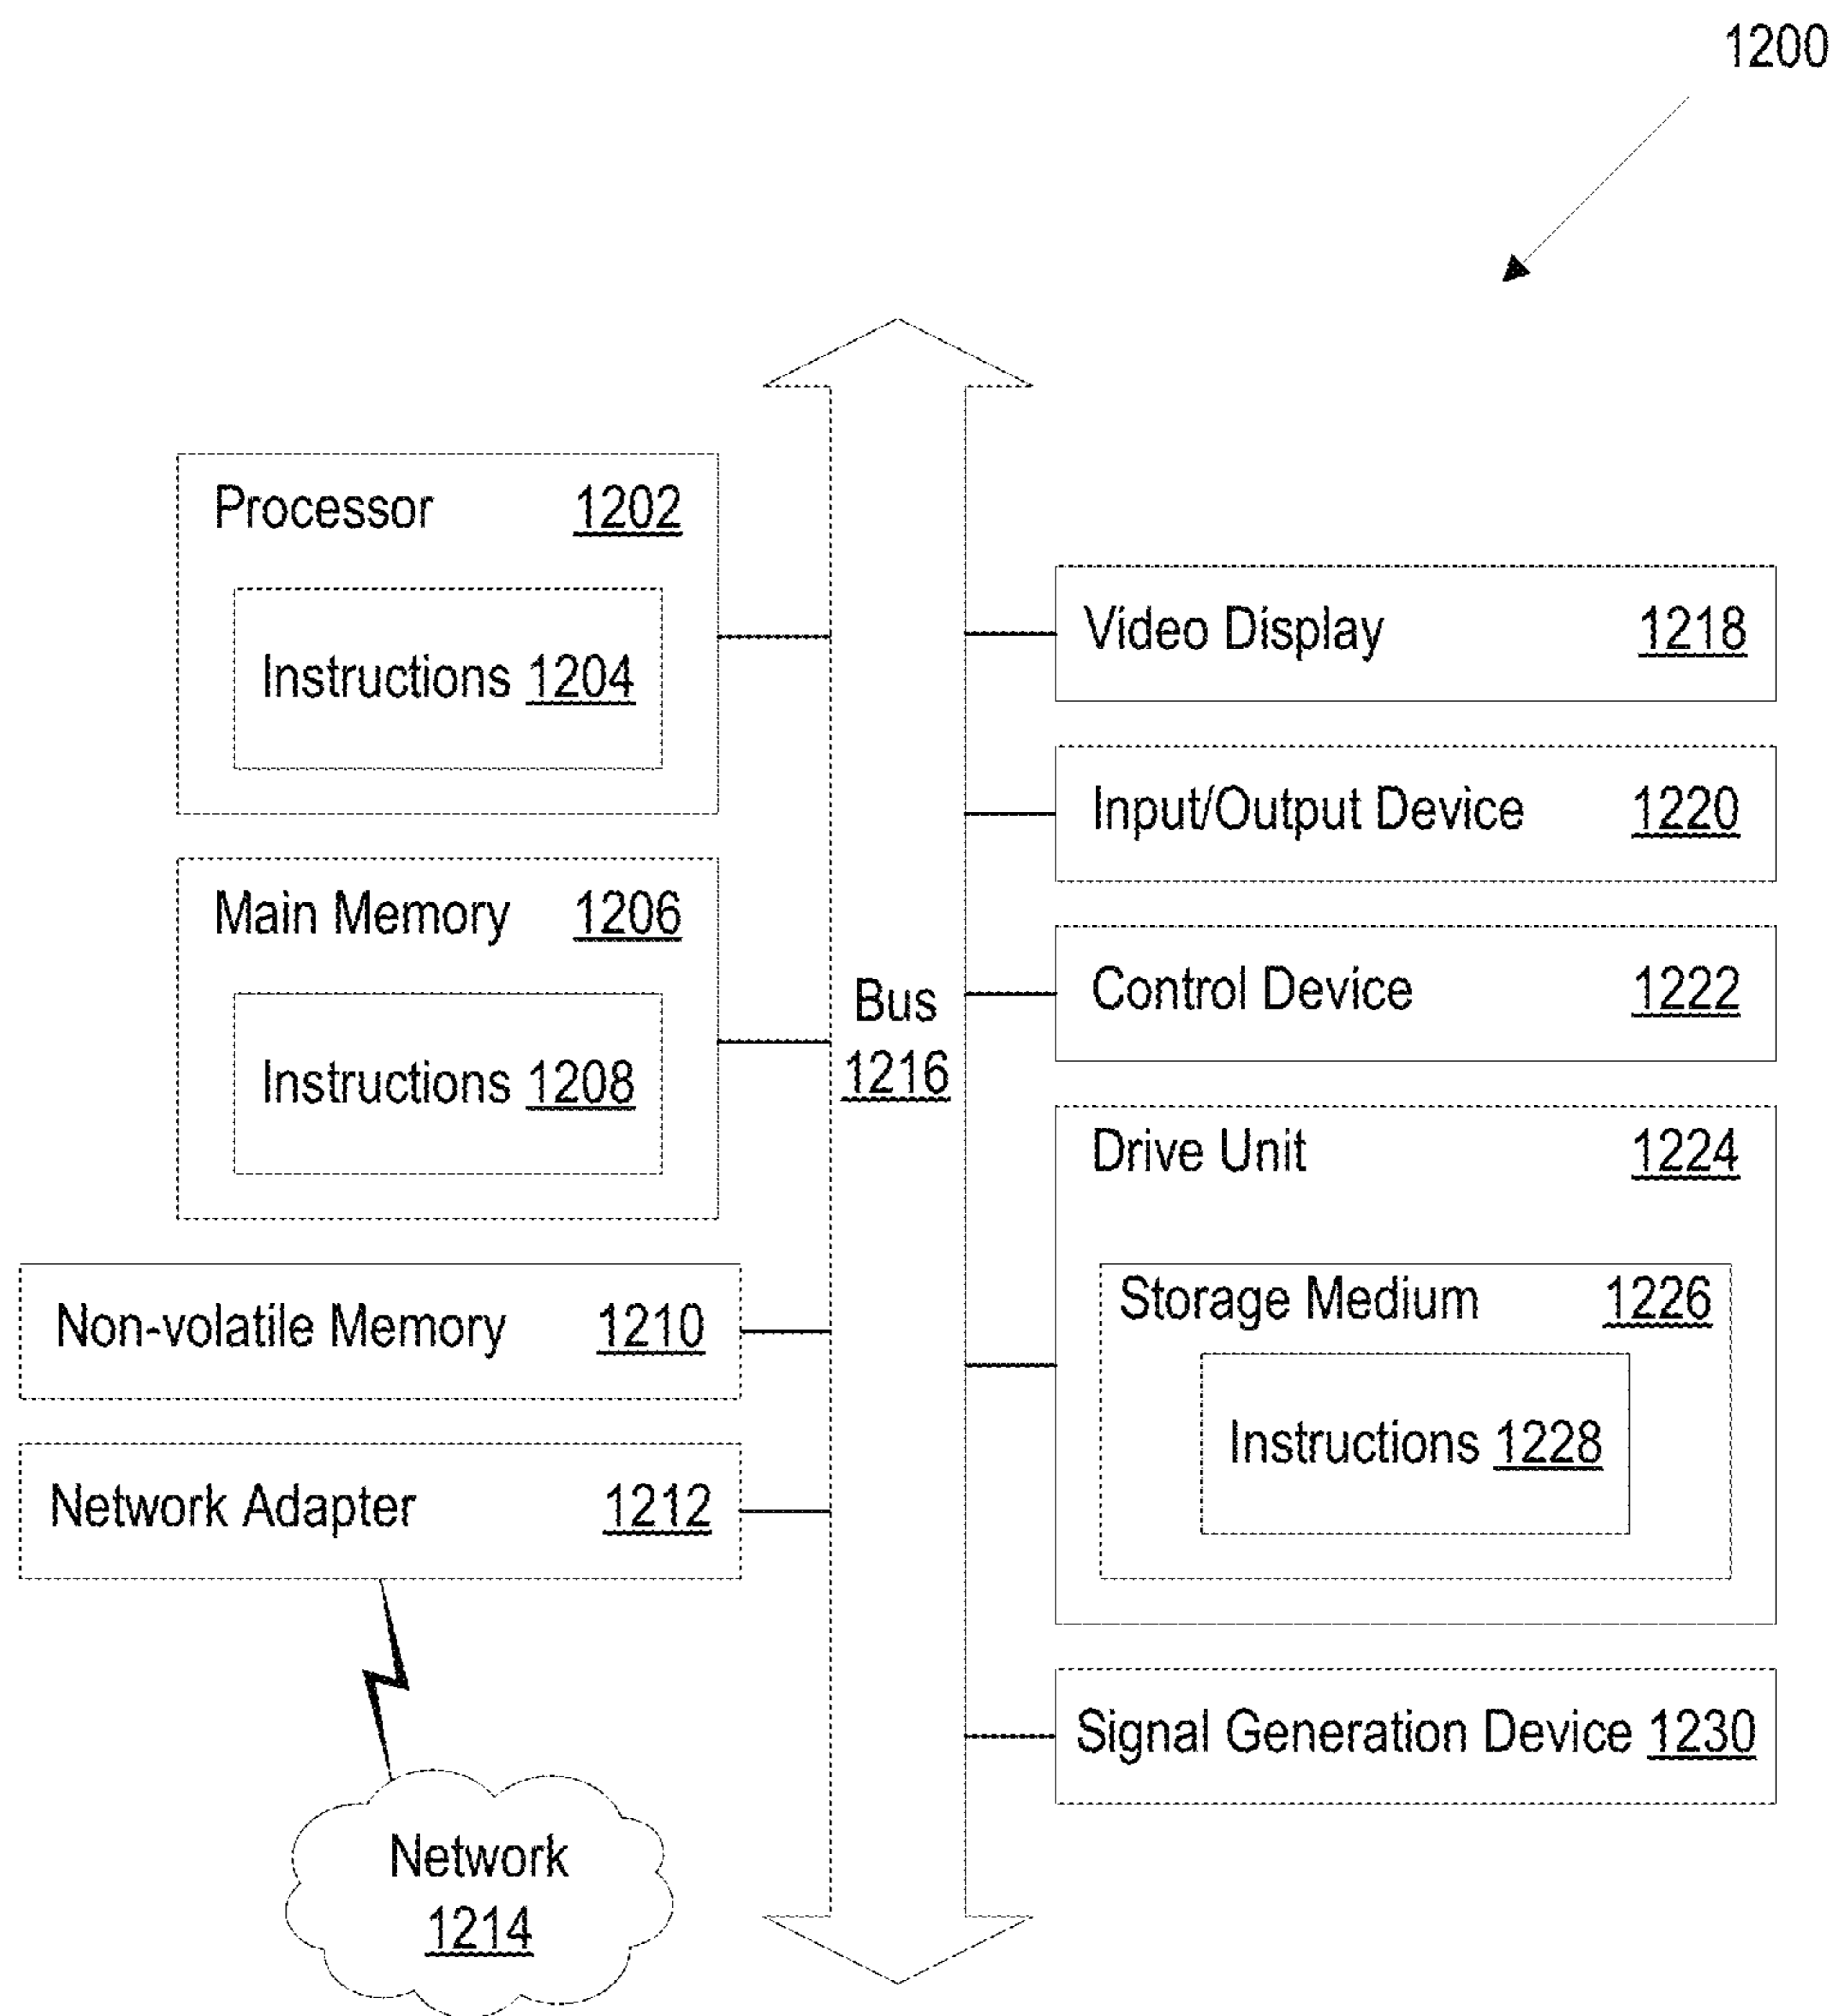 1200
Processor 1202
Instructions 1204
Main Memory 1206
Instructions 1208
Non-volatile Memory 1210
Network Adapter 1212
Network
1214
Bus
1216
Video Display 1218
Input/Output Device 1220
Control Device 1222
Drive Unit 1224
Storage Medium 1226
Instructions 1228
Signal Generation Device 1230